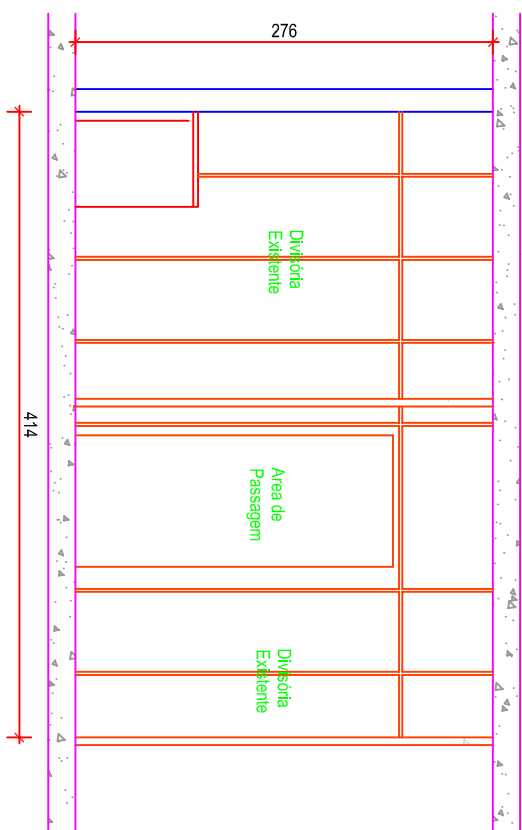 276
Divisória
Existente
414
Area de
Passagem
Divisória
Existente